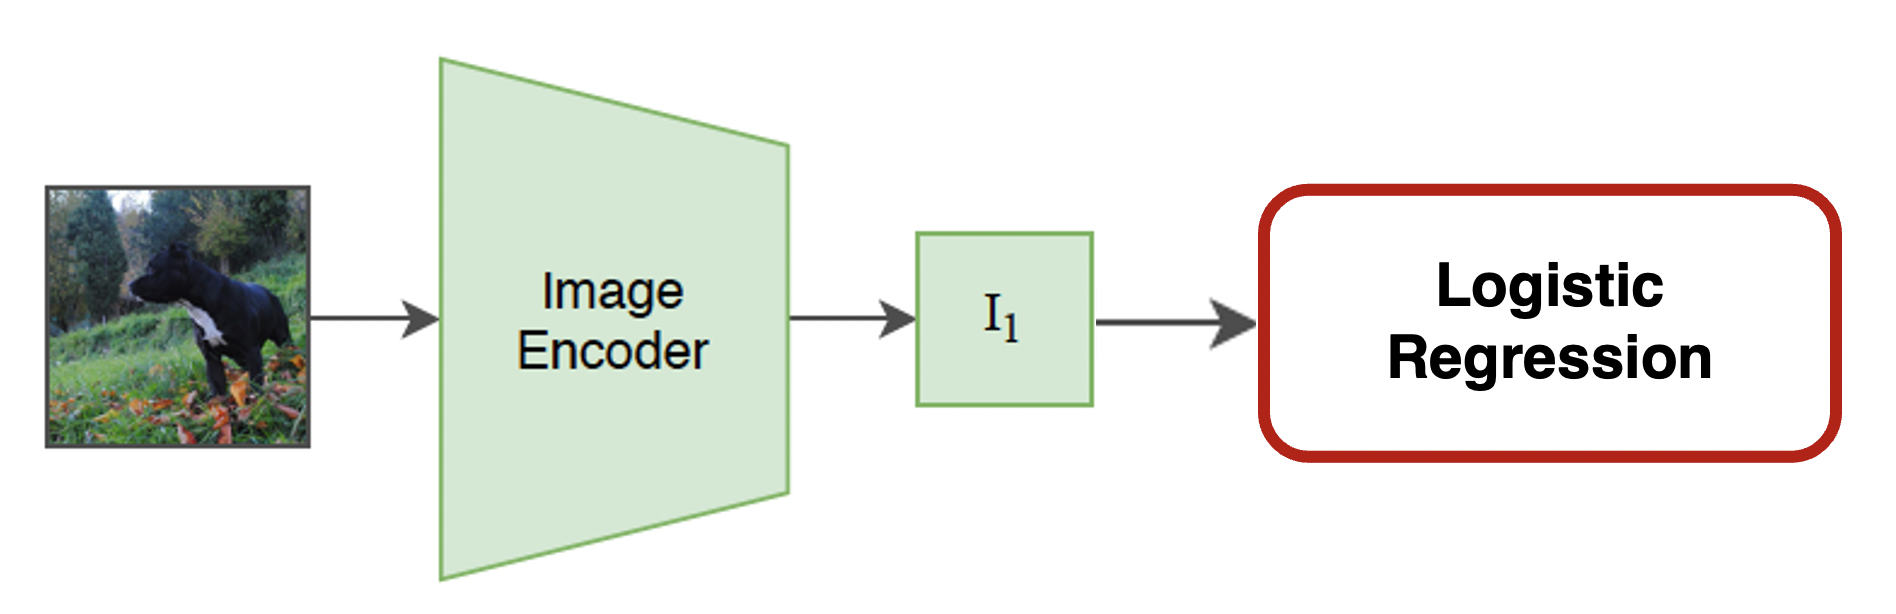 Image
Encoder
I₁
Logistic
Regression